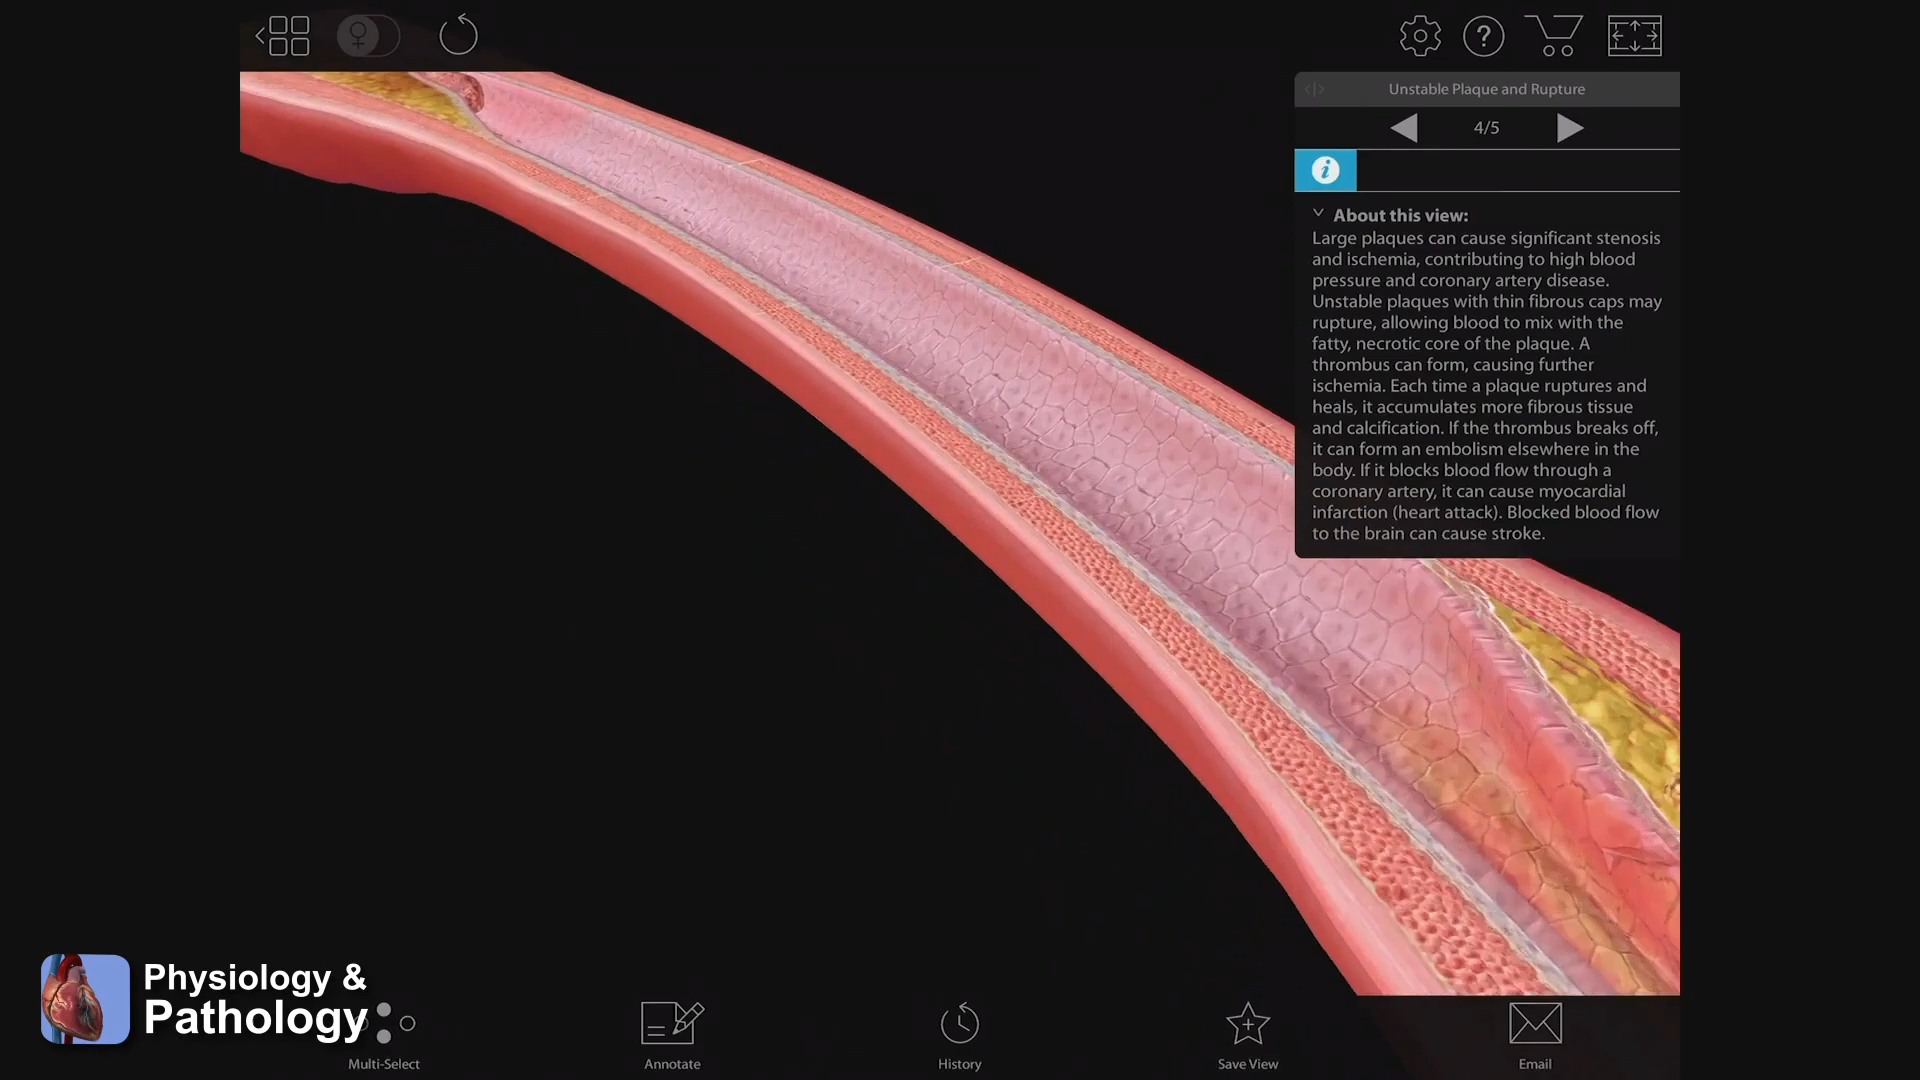 Unstable Plaque and Rupture
4/5
About this view:
Large plaques can cause significant stenosis
and ischemia, contributing to high blood
pressure and coronary artery disease.
Unstable plaques with thin fibrous caps may
rupture, allowing blood to mix with the
fatty, necrotic core of the plaque. A
thrombus can form, causing further
ischemia. Each time a plaque ruptures and
heals, it accumulates more fibrous tissue
and calcification. If the thrombus breaks off,
it can form an embolism elsewhere in the
body. If it blocks blood flow through a
coronary artery, it can cause myocardial
infarction (heart attack). Blocked blood flow
to the brain can cause stroke.
Physiology &
Pathology
Multi-Select
Annotate
History
Save View
Email